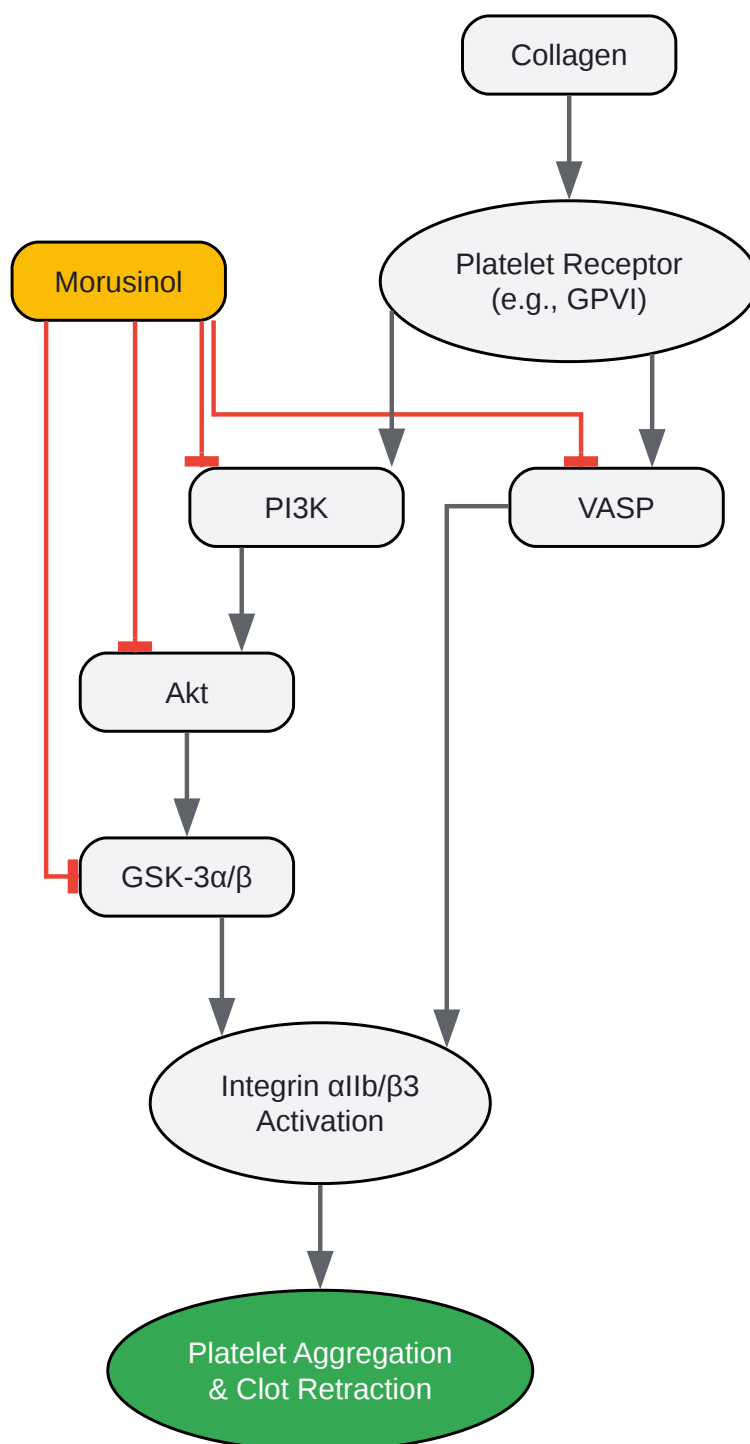 Collagen
Platelet Receptor
(e.g., GPVI)
Morusinol
PI3K
VASP
Akt
GSK-3α/β
Integrin αIIb/β3
Activation
Platelet Aggregation
& Clot Retraction